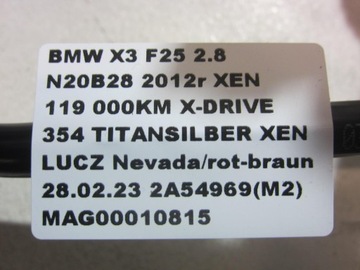 BMW X3 F25 2.8
N20B28 2012r XEN
119 000KM X-DRIVE
354 TITANSILBER XEN
LUCZ Nevada/rot-braun
28.02.23 2A54969(M2)
MAG00010815